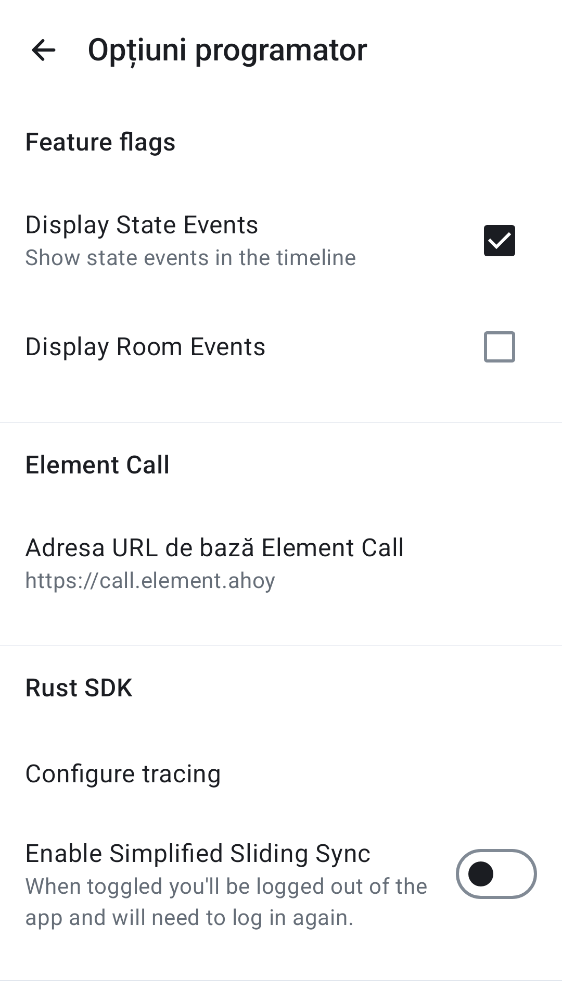 Opțiuni programator
Feature flags
Display State Events
Show state events in the timeline
Display Room Events
Element Call
Adresa URL de bază Element Call
https://call.element.ahoy
Rust SDK
Configure tracing
Enable Simplified Sliding Sync
When toggled you'll be logged out of the
app and will need to log in again.